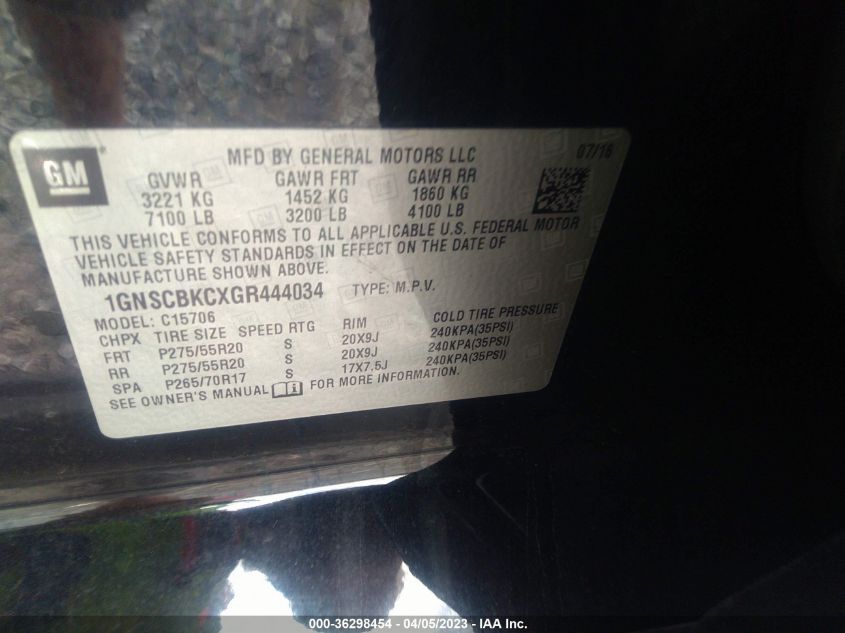 GM
MFD BY GENERAL MOTORS LLC 07/16
GVWR GAWR FRT GAWR RR
3221 KG 1452 KG 1860 KG
7100 LB 3200 LB 4100 LB
THIS VEHICLE CONFORMS TO ALL APPLICABLE U.S. FEDERAL MOTOR
VEHICLE SAFETY STANDARDS IN EFFECT ON THE DATE OF
MANUFACTURE SHOWN ABOVE.
1GNSCBKCXGR444034 TYPE: M.P.V.
MODEL: C15706
CHPX TIRE SIZE SPEED RTG RIM COLD TIRE PRESSURE
FRT P275/55R20 S 20X9J 240KPA(35PSI)
RR P275/55R20 S 20X9J 240KPA(35PSI)
SPA P265/70R17 S 17X7.5J 240KPA(35PSI)
SEE OWNER'S MANUAL FOR MORE INFORMATION.
000-36298454 - 04/05/2023 - IAA Inc.